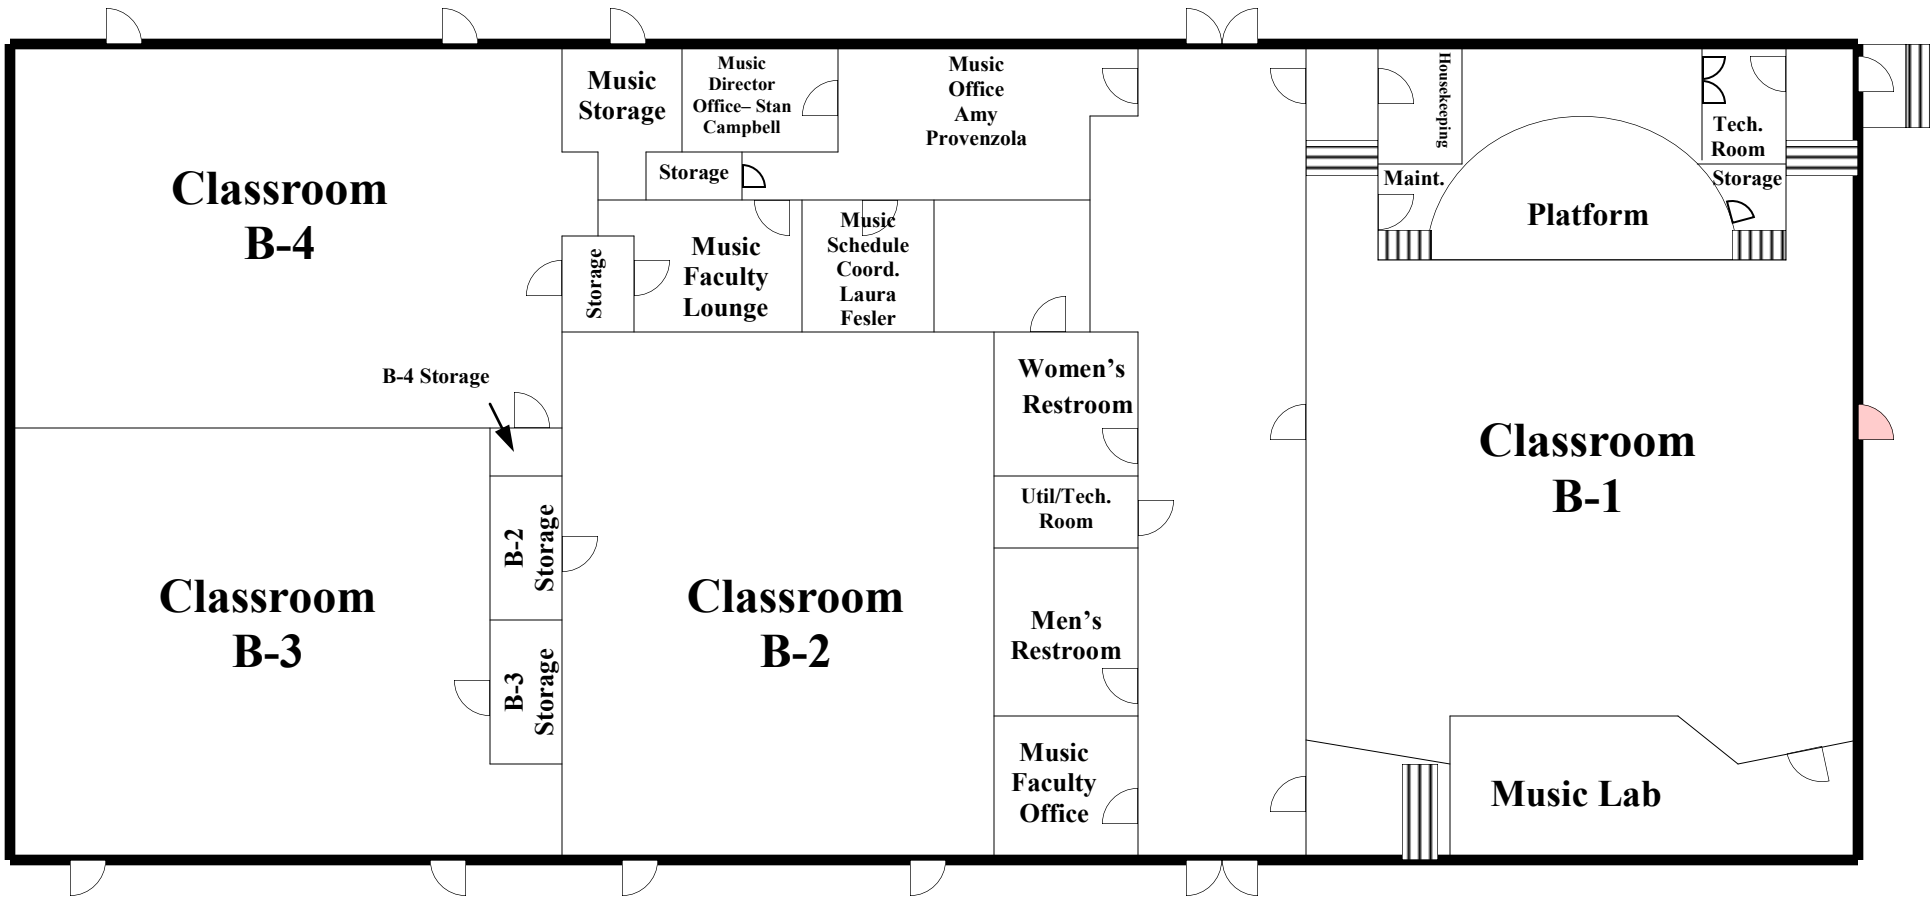 Music
Storage
Music
Director
Office– Stan
Campbell
Music
Office
Amy
Provenzola
Housekeeping
Tech.
Room
Storage
Maint.
Storage
Platform
Classroom
B-4
Storage
Music
Faculty
Lounge
Music
Schedule
Coord.
Laura
Fesler
B-4 Storage
Women’s
Restroom
Classroom
B-1
Util/Tech.
Room
B-2
Storage
Classroom
B-3
Classroom
B-2
Men’s
Restroom
B-3
Storage
Music
Faculty
Office
Music Lab